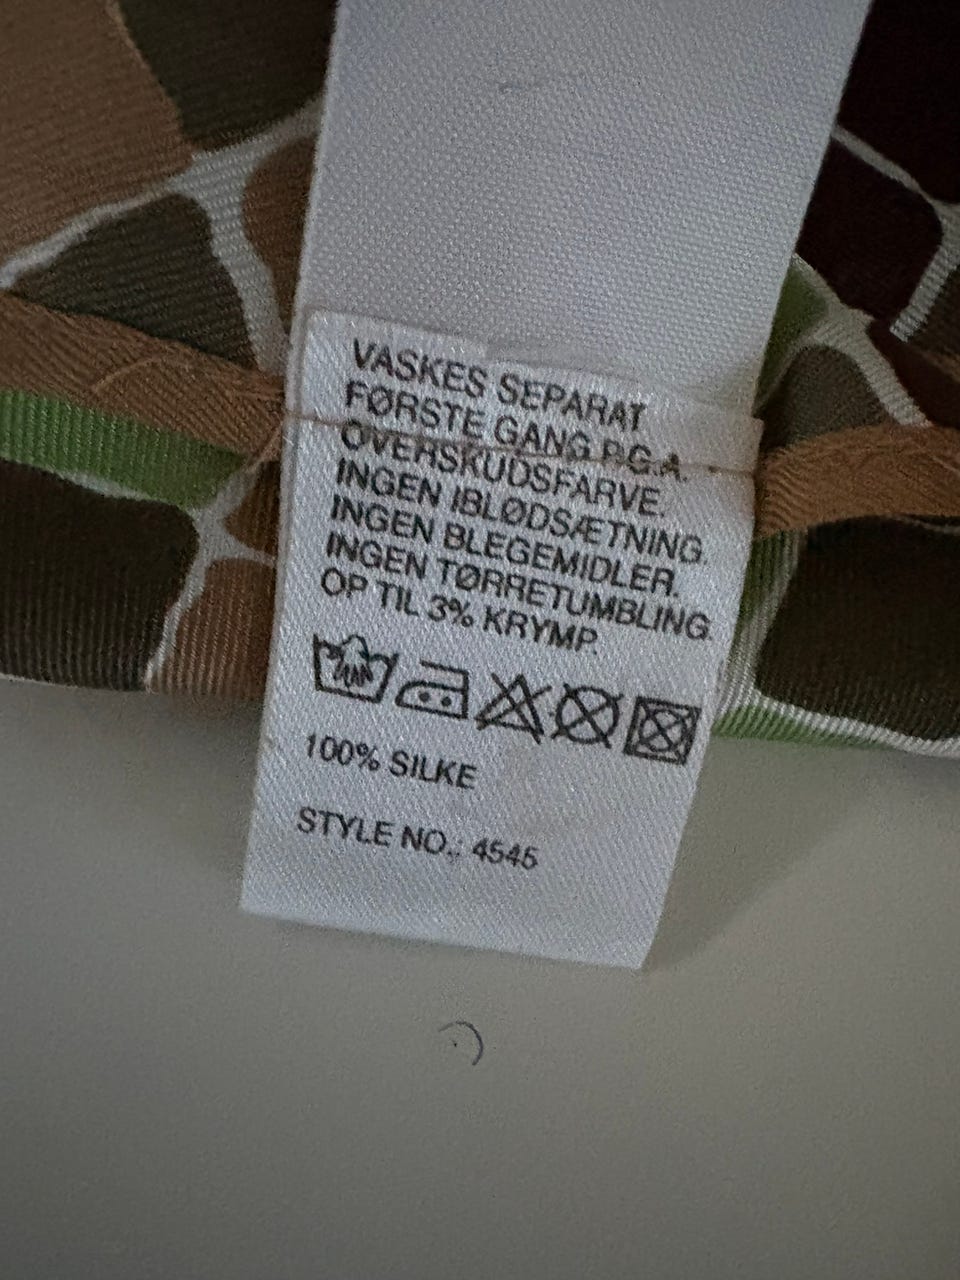 VASKES SEPARAT
FØRSTE GANG P.G.A.
OVERSKUDSFARVE.
INGEN IBLØDSÆTNING.
INGEN BLEGEMIDLER.
INGEN TØRRETUMBLING.
OP TIL 3% KRYMP.
100% SILKE
STYLE NO.: 4545